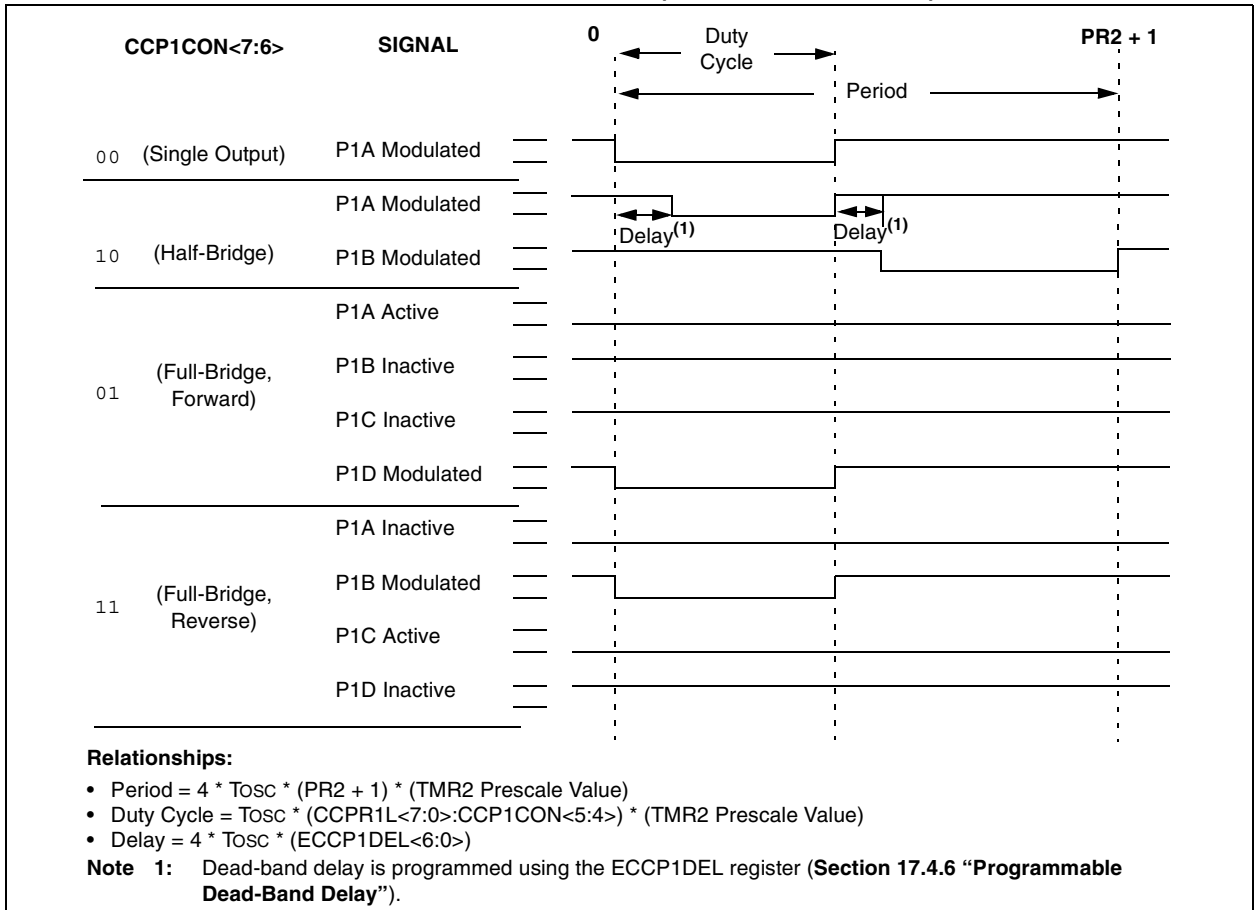 CCP1CON<7:6> SIGNAL 0 Duty Cycle PR2 + 1
Period
00 (Single Output) P1A Modulated
P1A Modulated
Delay(1) Delay(1)
10 (Half-Bridge) P1B Modulated
P1A Active
P1B Inactive
01 (Full-Bridge, Forward)
P1C Inactive
P1D Modulated
P1A Inactive
P1B Modulated
11 (Full-Bridge, Reverse)
P1C Active
P1D Inactive
Relationships:
• Period = 4 * TOSC * (PR2 + 1) * (TMR2 Prescale Value)
• Duty Cycle = TOSC * (CCPR1L<7:0>:CCP1CON<5:4>) * (TMR2 Prescale Value)
• Delay = 4 * TOSC * (ECCP1DEL<6:0>)
Note 1: Dead-band delay is programmed using the ECCP1DEL register (Section 17.4.6 “Programmable
Dead-Band Delay”).